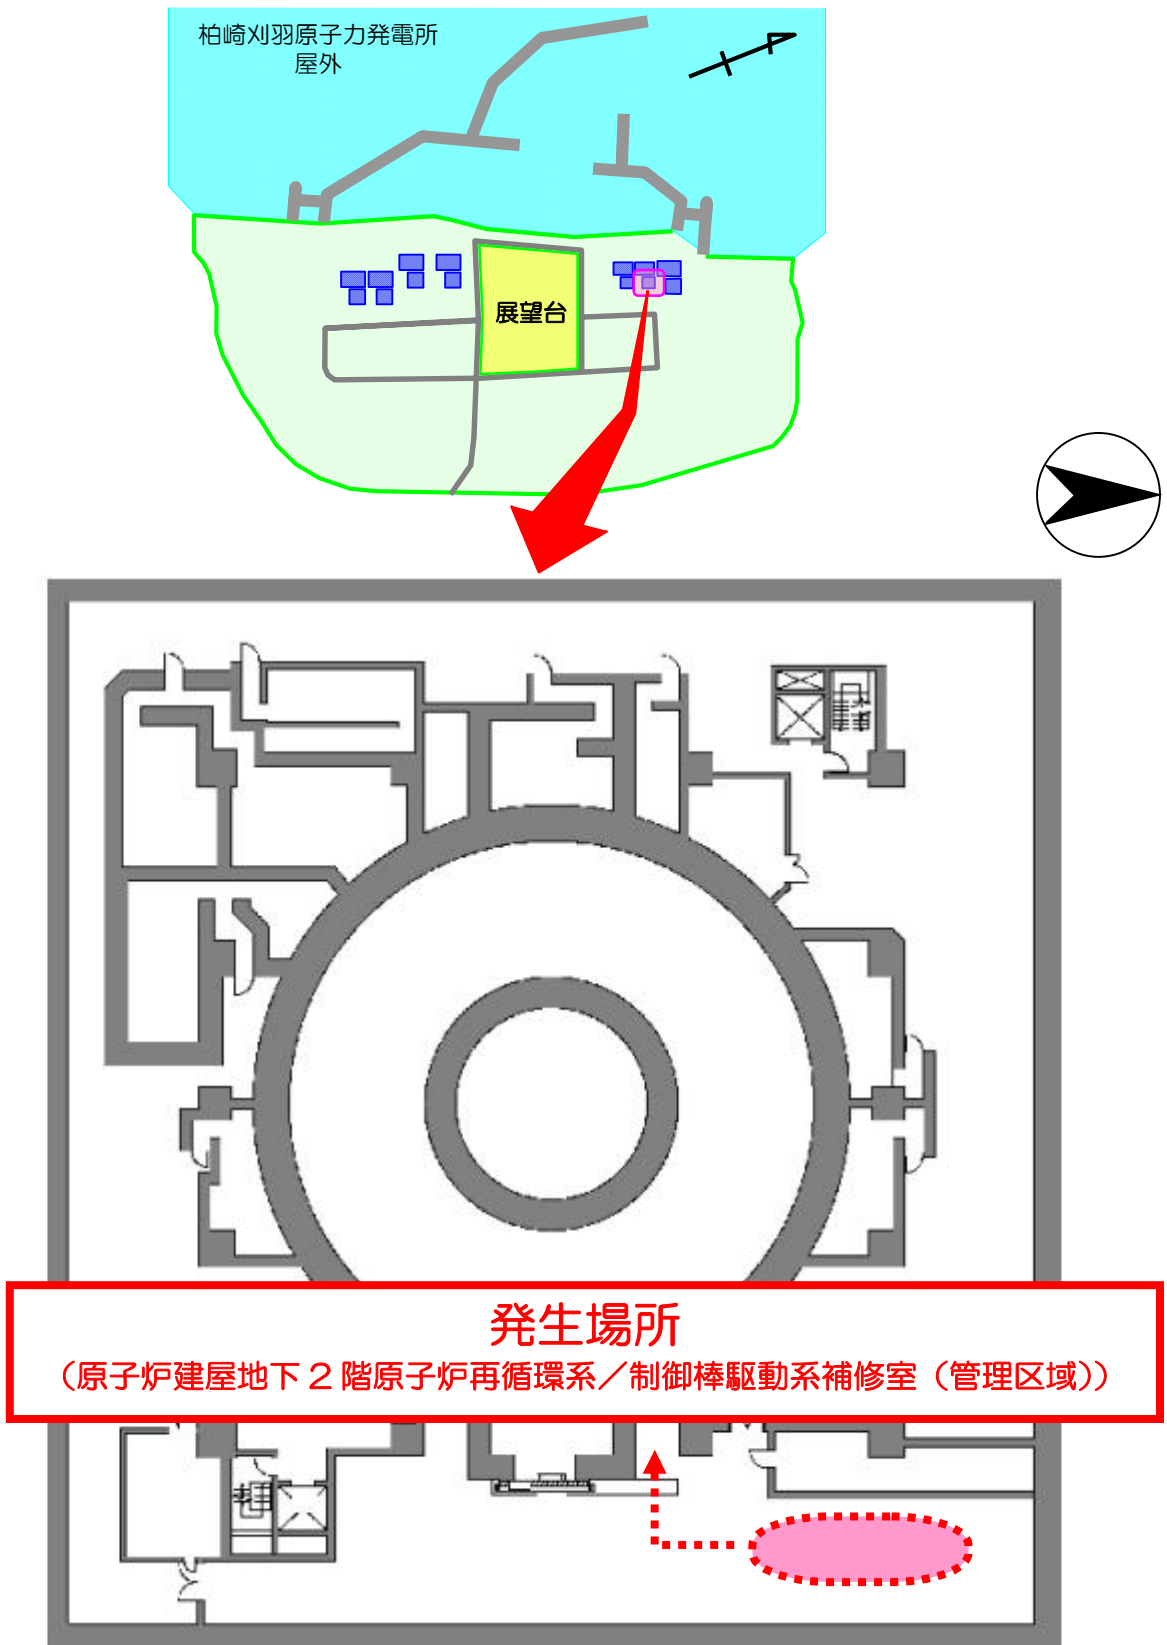 柏崎刈羽原子力発電所
屋外
展望台
発生場所
（原子炉建屋地下２階原子炉再循環系／制御棒駆動系補修室（管理区域））